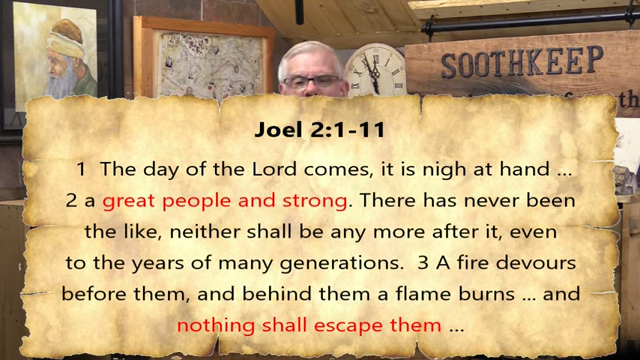 SOOTHKEEP
th
Joel 2:1-11
1 The day of the Lord comes, it is nigh at hand ...
2 a great people and strong. There has never been
the like, neither shall be any more after it, even
to the years of many generations. 3 A fire devours
before them, and behind them a flame burns ... and
nothing shall escape them ...